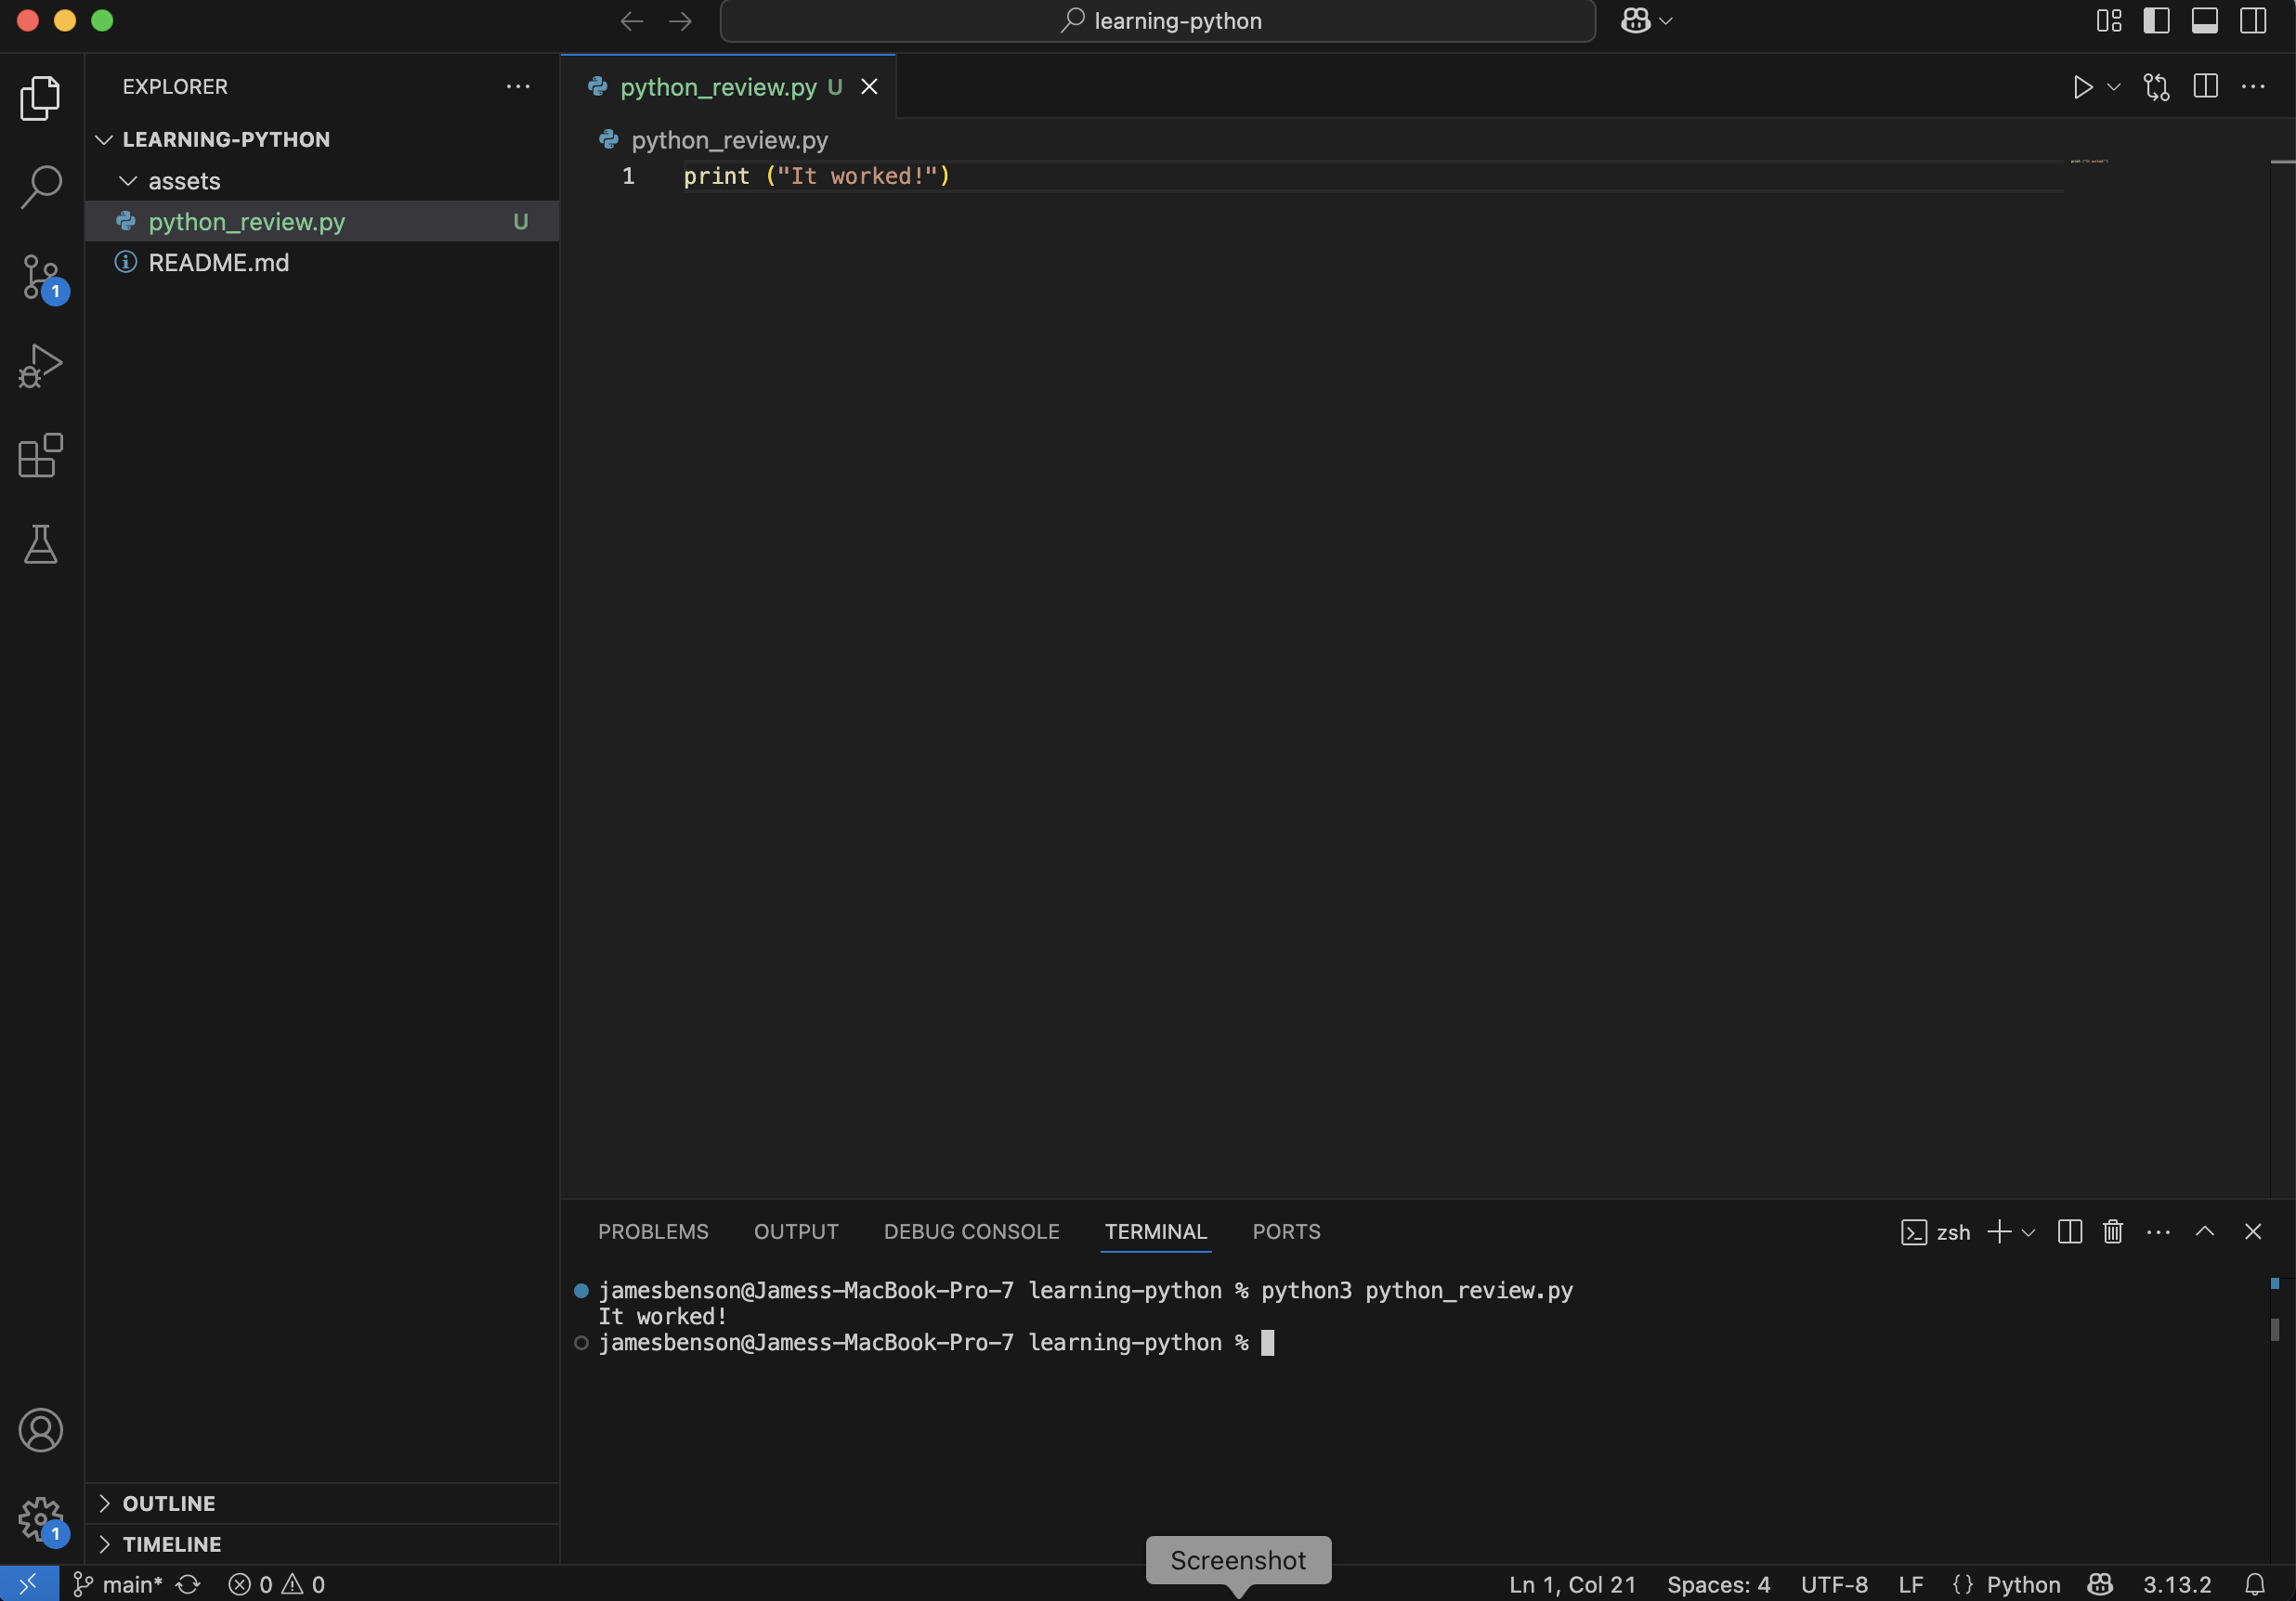 learning-python
EXPLORER
python_review.py U
LEARNING-PYTHON
python_review.py
assets
1 print ("It worked!")
python_review.py U
README.md
1
PROBLEMS OUTPUT DEBUG CONSOLE TERMINAL PORTS zsh
jamesbenson@Jamess-MacBook-Pro-7 learning-python % python3 python_review.py
It worked!
jamesbenson@Jamess-MacBook-Pro-7 learning-python %
OUTLINE
1
TIMELINE
Screenshot
main* 0 0 Ln 1, Col 21 Spaces: 4 UTF-8 LF {} Python 3.13.2